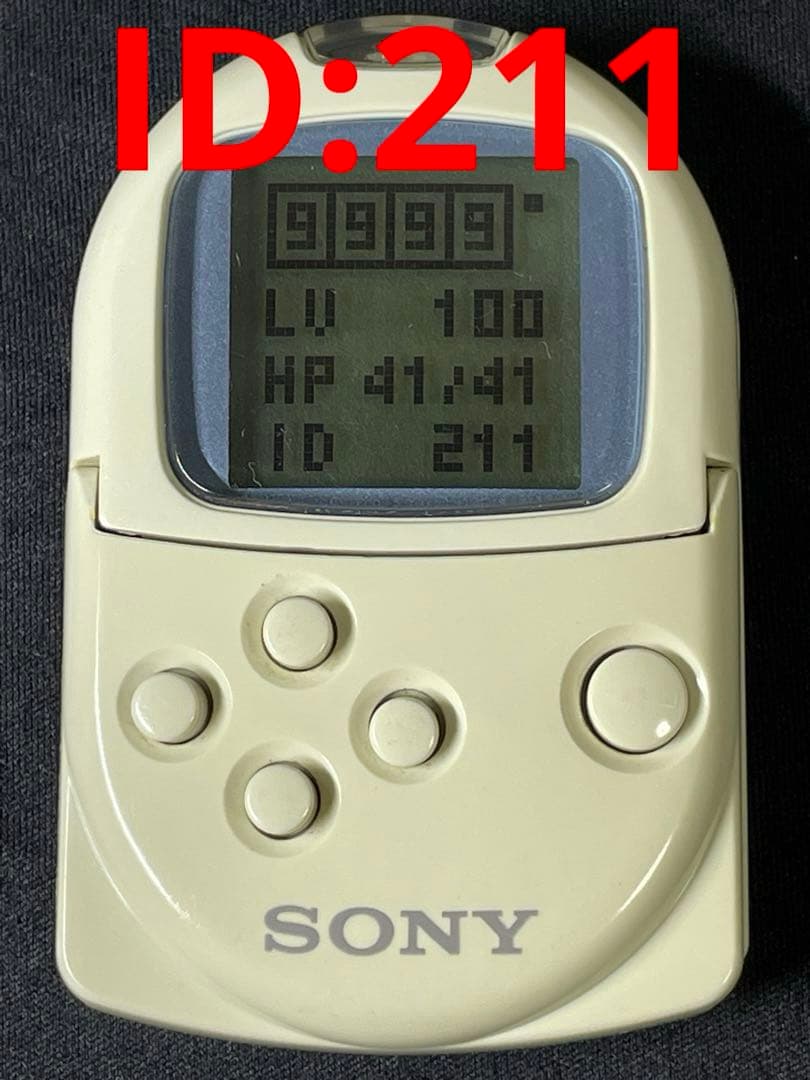 ID:211
9999
LV 100
HP 41/41
ID 211
SONY